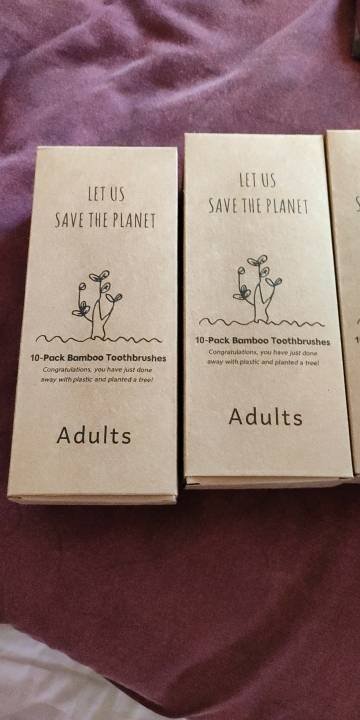 LET US
SAVE THE PLANET
10-Pack Bamboo Toothbrushes
Congratulations, you have just done
away with plastic and planted a tree!
Adults
LET US
SAVE THE PLANET
10-Pack Bamboo Toothbrushes
Congratulations, you have just done
away with plastic and planted a tree!
Adults